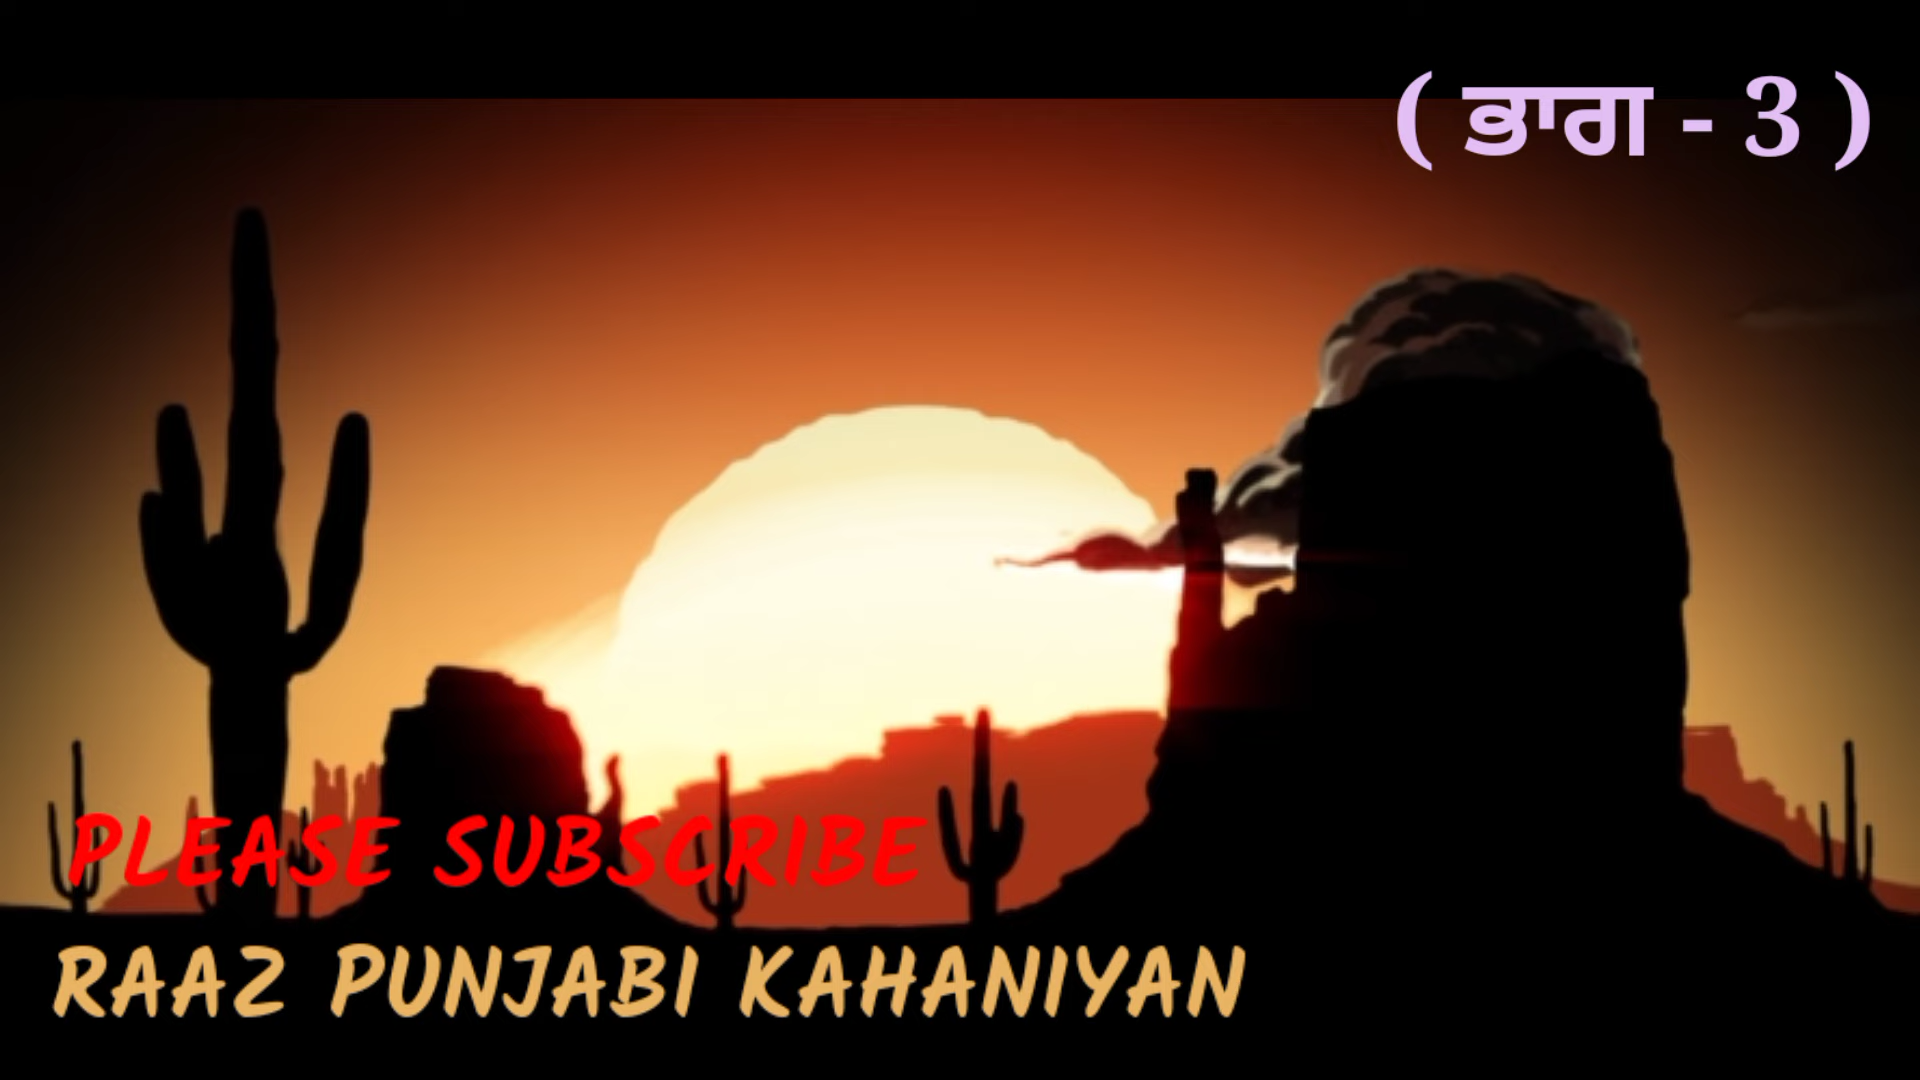 ( ਭਾਗ - 3 )
PLEASE SUBSCRIBE
RAAZ PUNJABI KAHANIYAN